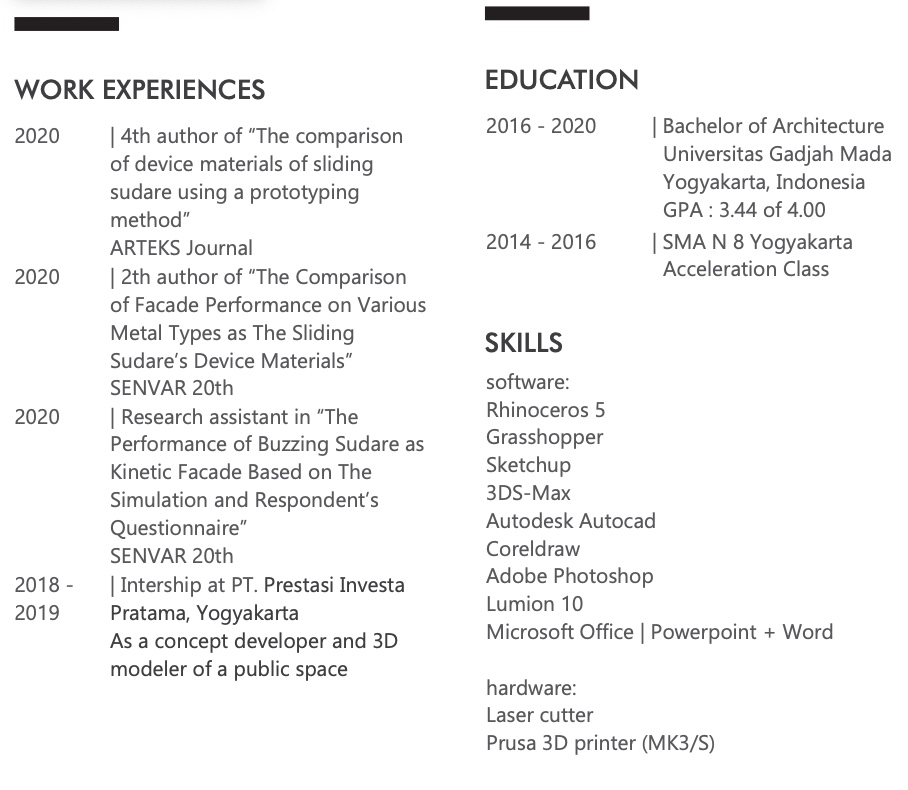 WORK EXPERIENCES
2020 | 4th author of "The comparison
of device materials of sliding
sudare using a prototyping
method"
ARTEKS Journal
2020 | 2th author of "The Comparison
of Facade Performance on Various
Metal Types as The Sliding
Sudare's Device Materials"
SENVAR 20th
2020 | Research assistant in "The
Performance of Buzzing Sudare as
Kinetic Facade Based on The
Simulation and Respondent's
Questionnaire"
SENVAR 20th
2018 - | Intership at PT. Prestasi Investa
2019 Pratama, Yogyakarta
As a concept developer and 3D
modeler of a public space
EDUCATION
2016 - 2020 | Bachelor of Architecture
Universitas Gadjah Mada
Yogyakarta, Indonesia
GPA : 3.44 of 4.00
2014 - 2016 | SMA N 8 Yogyakarta
Acceleration Class
SKILLS
software:
Rhinoceros 5
Grasshopper
Sketchup
3DS-Max
Autodesk Autocad
Coreldraw
Adobe Photoshop
Lumion 10
Microsoft Office | Powerpoint + Word
hardware:
Laser cutter
Prusa 3D printer (MK3/S)